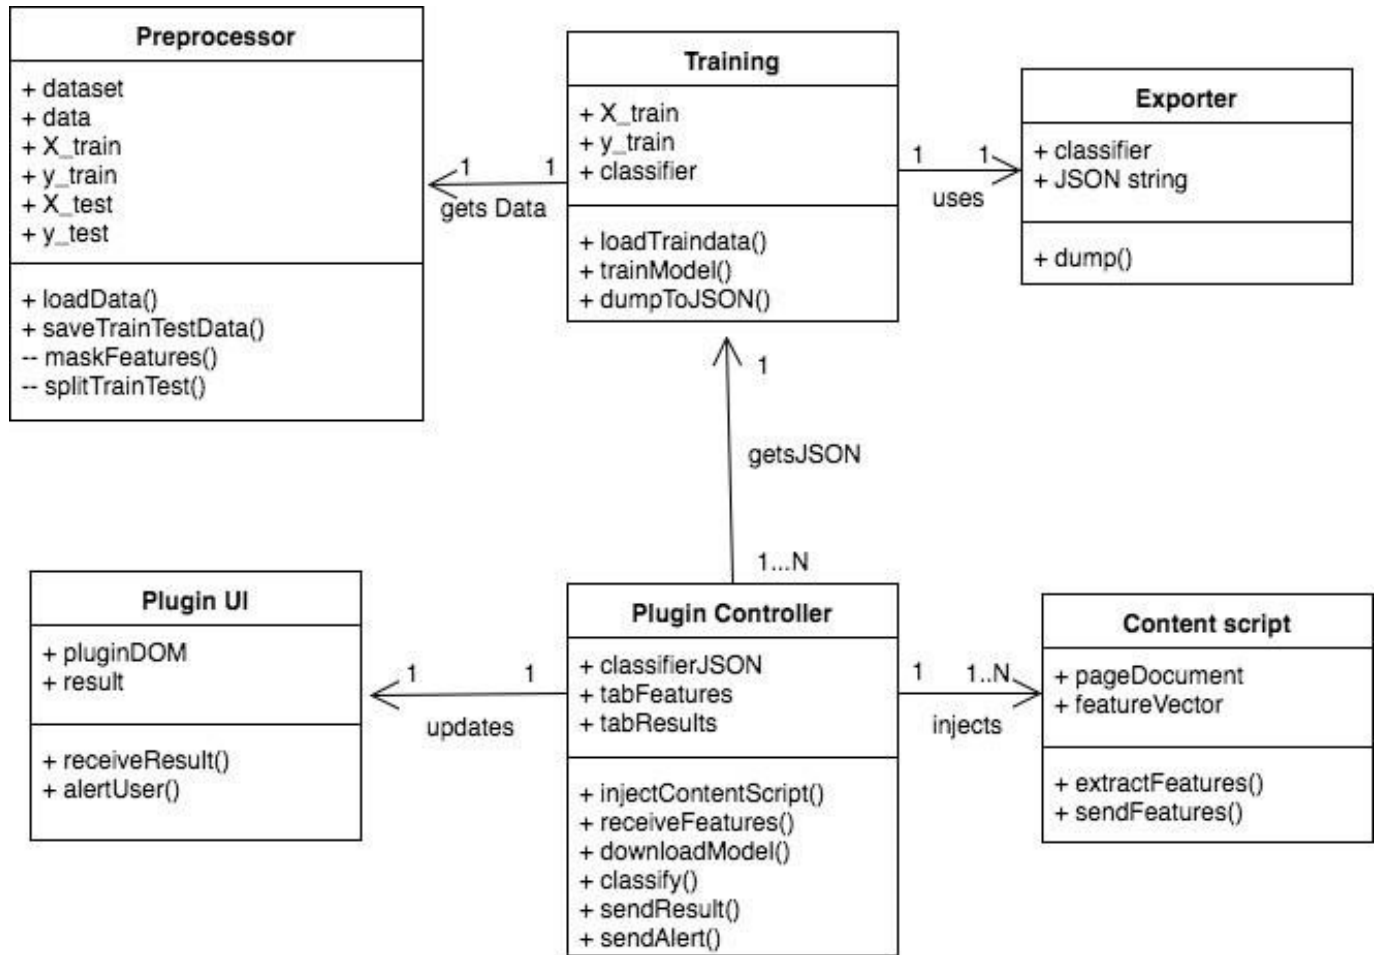 Preprocessor
+ dataset
+ data
+ X_train
+ y_train
+ X_test
+ y_test
+ loadData()
+ saveTrainTestData()
-- maskFeatures()
-- splitTrainTest()
1
1
gets Data
Training
+ X_train
+ y_train
+ classifier
+ loadTraindata()
+ trainModel()
+ dumpToJSON()
1
1
uses
Exporter
+ classifier
+ JSON string
+ dump()
1
getsJSON
1...N
Plugin UI
+ pluginDOM
+ result
+ receiveResult()
+ alertUser()
1
1
updates
Plugin Controller
+ classifierJSON
+ tabFeatures
+ tabResults
+ injectContentScript()
+ receiveFeatures()
+ downloadModel()
+ classify()
+ sendResult()
+ sendAlert()
1
1..N
injects
Content script
+ pageDocument
+ featureVector
+ extractFeatures()
+ sendFeatures()